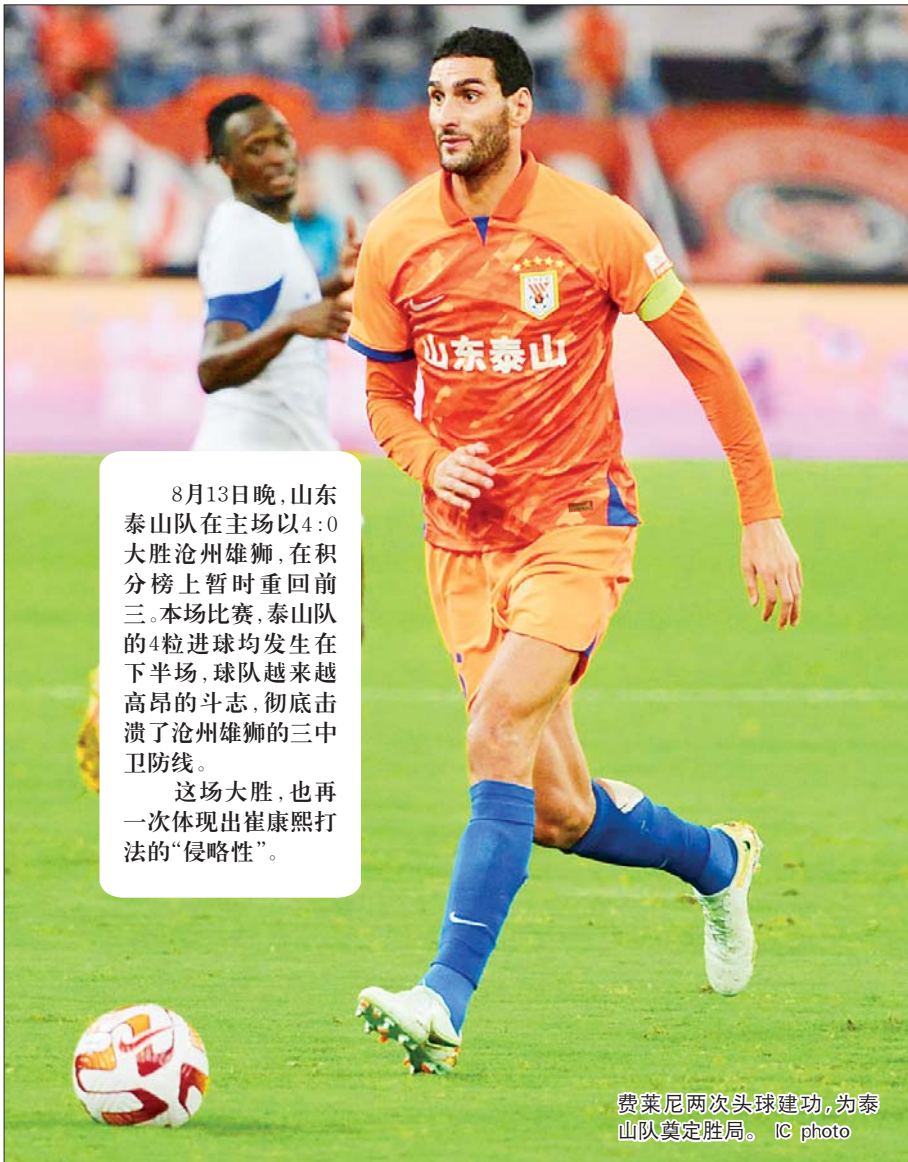 山东泰山
8月13日晚,山东
泰山队在主场以4:0
大胜沧州雄狮,在积
分榜上暂时重回前
三。本场比赛,泰山队
的4粒进球均发生在
下半场,球队越来越
高昂的斗志,彻底击
溃了沧州雄狮的三中
卫防线。
这场大胜,也再
一次体现出崔康熙打
法的“侵略性”。
费莱尼两次头球建功,为泰
山队奠定胜局。 IC photo